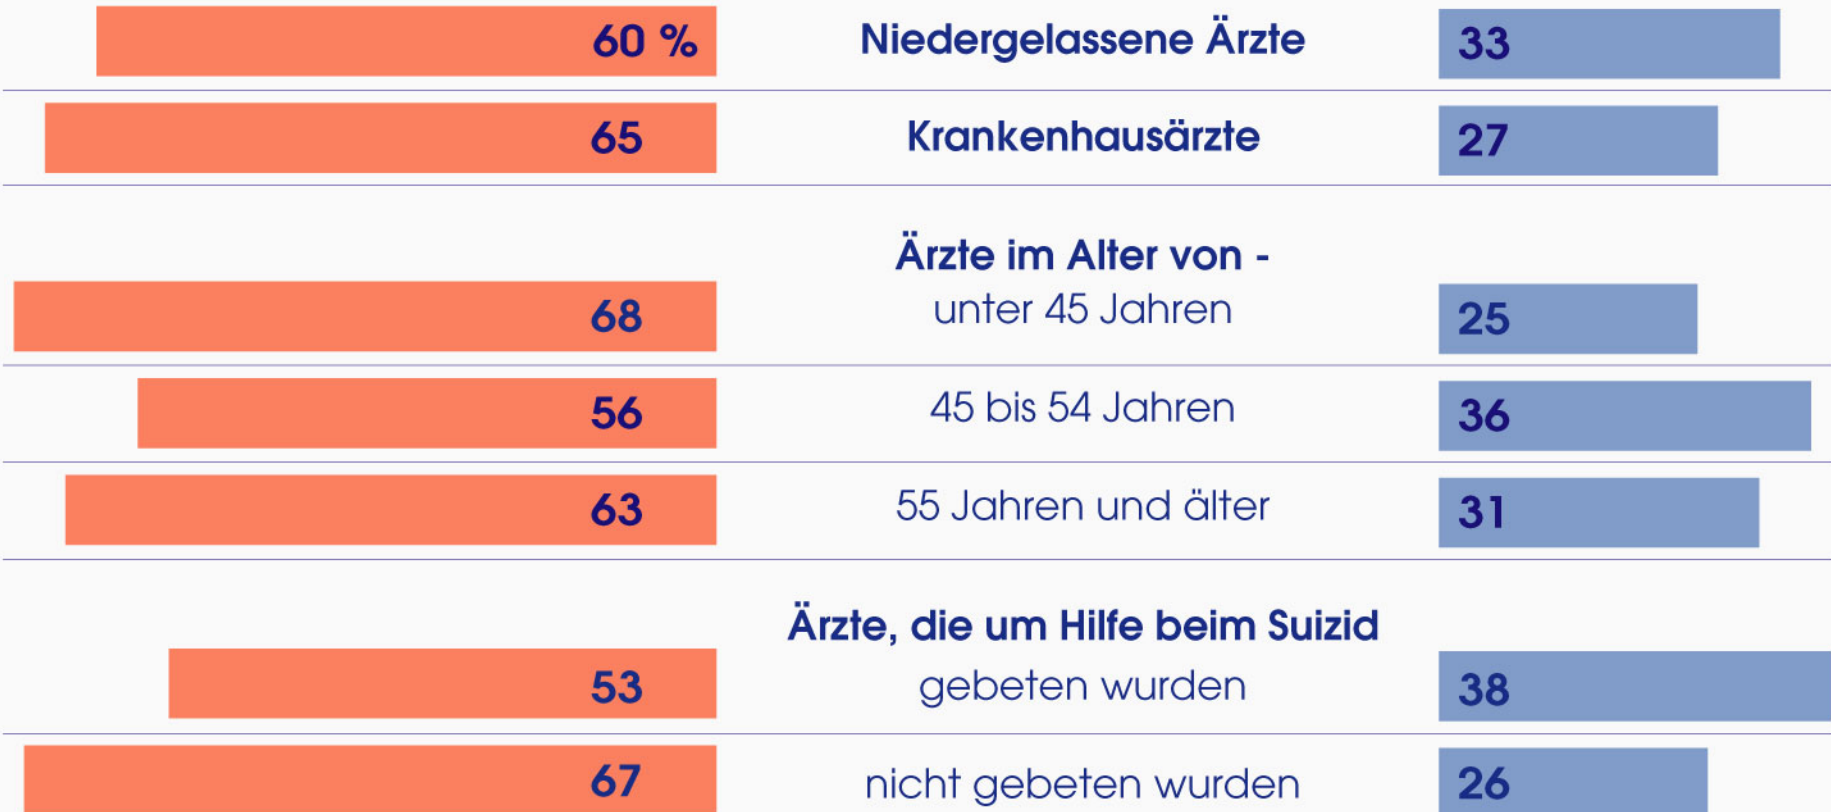 60 % Niedergelassene Ärzte 33
65 Krankenhausärzte 27
Ärzte im Alter von -
68 unter 45 Jahren 25
56 45 bis 54 Jahren 36
63 55 Jahren und älter 31
Ärzte, die um Hilfe beim Suizid
53 gebeten wurden 38
67 nicht gebeten wurden 26